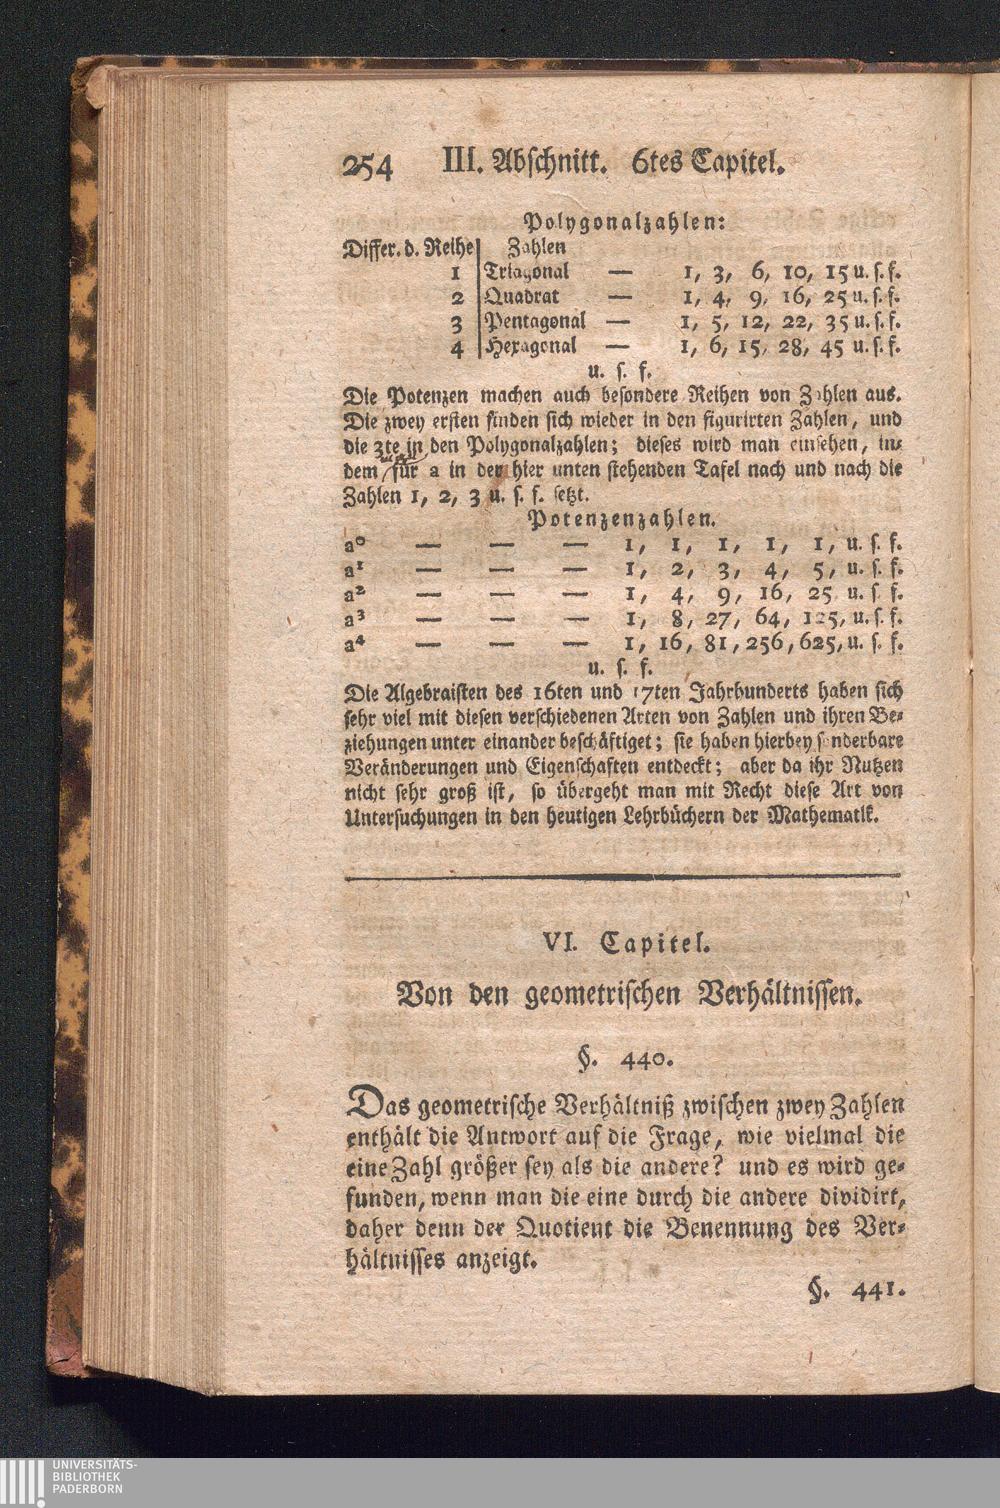 254 III. Abschnitt. 6tes Capitel.
Polygonalzahlen:
Differ. d. Reihe Zahlen
1 Triagonal — 1, 3, 6, 10, 15 u. s. f.
2 Quadrat — 1, 4, 9, 16, 25 u. s. f.
3 Pentagonal — 1, 5, 12, 22, 35 u. s. f.
4 Hexagonal — 1, 6, 15, 28, 45 u. s. f.
u. s. f.
Die Potenzen machen auch besondere Reihen von Zahlen aus.
Die zwey ersten finden sich wieder in den figurirten Zahlen, und
die 3te in den Polygonalzahlen; dieses wird man einsehen, in-
dem für a in der hier unten stehenden Tafel nach und nach die
Zahlen 1, 2, 3 u. s. f. setzt.
Potenzenzahlen.
a⁰ — — — 1, 1, 1, 1, 1, u. s. f.
a¹ — — — 1, 2, 3, 4, 5, u. s. f.
a² — — — 1, 4, 9, 16, 25 u. s. f.
a³ — — — 1, 8, 27, 64, 125, u. s. f.
a⁴ — — — 1, 16, 81, 256, 625, u. s. f.
u. s. f.
Die Algebraisten des 16ten und 17ten Jahrhunderts haben sich
sehr viel mit diesen verschiedenen Arten von Zahlen und ihren Be-
ziehungen unter einander beschäftiget; sie haben hierbey sonderbare
Veränderungen und Eigenschaften entdeckt; aber da ihr Nutzen
nicht sehr groß ist, so übergeht man mit Recht diese Art von
Untersuchungen in den heutigen Lehrbüchern der Mathematik.
VI. Capitel.
Von den geometrischen Verhältnissen.
§. 440.
Das geometrische Verhältniß zwischen zwey Zahlen
enthält die Antwort auf die Frage, wie vielmal die
eine Zahl größer sey als die andere? und es wird ge-
funden, wenn man die eine durch die andere dividirt,
daher denn der Quotient die Benennung des Ver-
hältnisses anzeigt.
§. 441.
UNIVERSITÄTS-
BIBLIOTHEK
PADERBORN